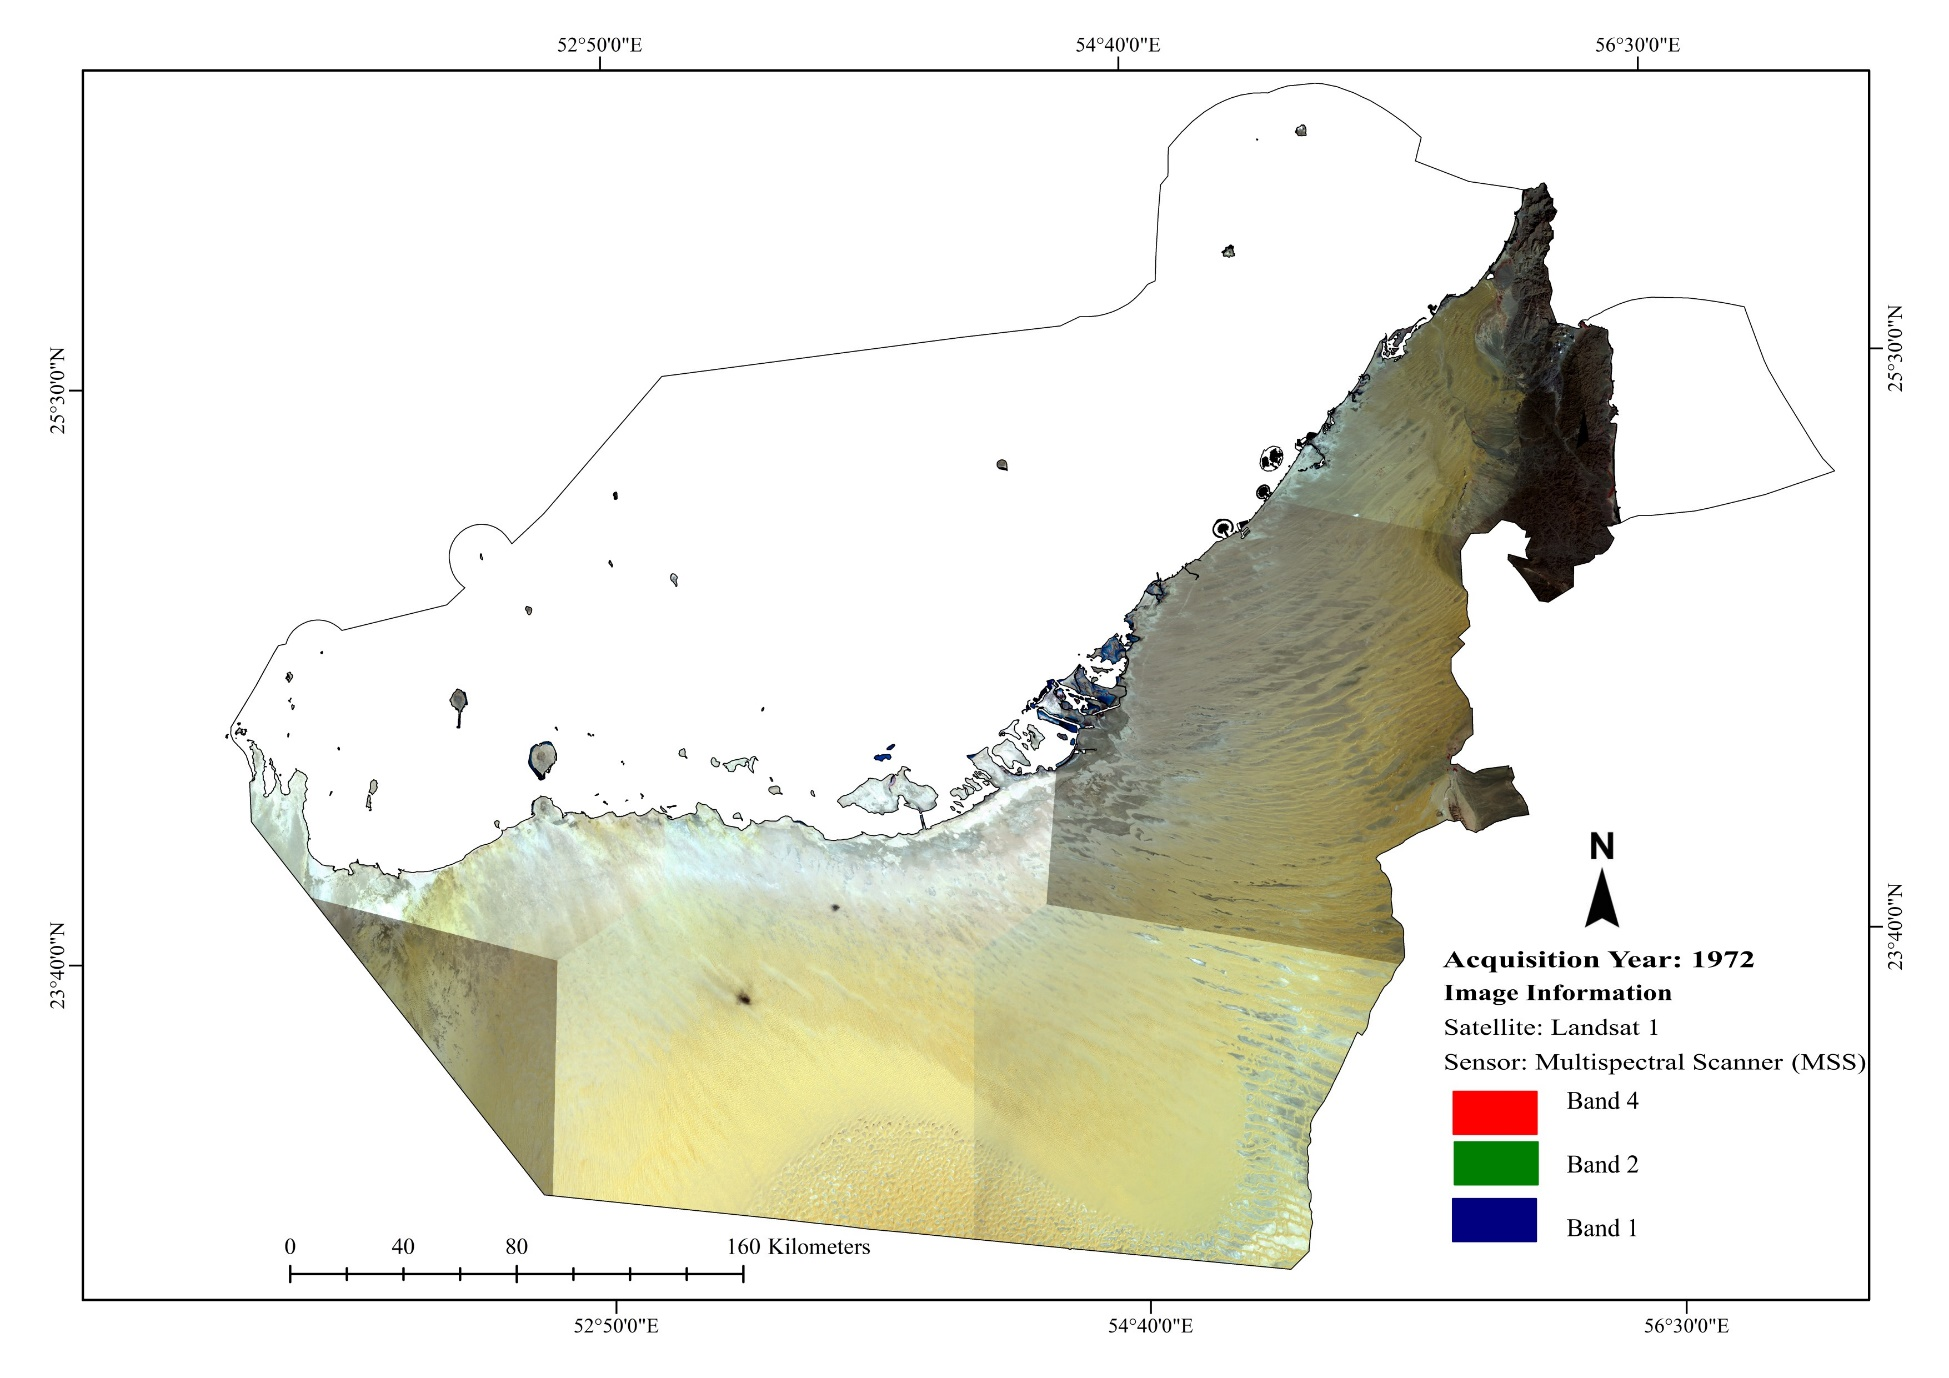 52°50'0"E
54°40'0"E
56°30'0"E
25°30'0"N
25°30'0"N
N
23°40'0"N
23°40'0"N
Acquisition Year: 1972
Image Information
Satellite: Landsat 1
Sensor: Multispectral Scanner (MSS)
Band 4
Band 2
Band 1
0 40 80 160 Kilometers
52°50'0"E
54°40'0"E
56°30'0"E